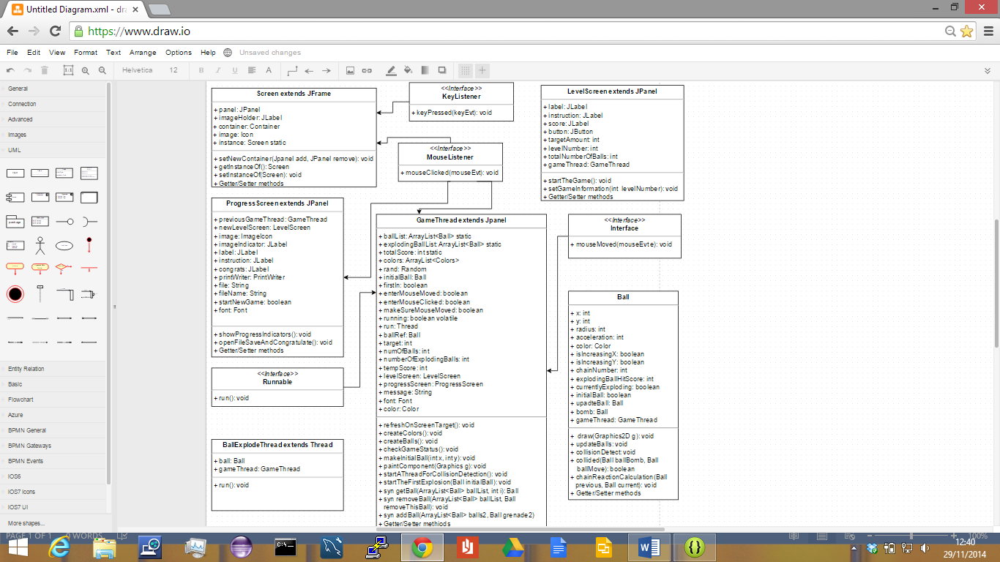 Untitled Diagram.xml - dra
https://www.draw.io
File Edit View Format Text Arrange Options Help Unsaved changes
Helvetica 12 B I U A
General
Connection
Advanced
Images
UML
package
Entity Relation
Basic
Flowchart
Azure
BPMN General
BPMN Gateways
BPMN Events
IOS6
IOS7 Icons
IOS7 UI
More shapes...
Screen extends JFrame
+ panel: JPanel
+ imageHolder: JLabel
+ container: Container
+ image: Icon
+ instance: Screen static
+ setNewContainer(Jpanel add, JPanel remove): void
+ getInstanceOf(): Screen
+ setInstanceOf(Screen): void
+ Getter/Setter methods
<<Interface>>
KeyListener
+ keyPressed(keyEvt): void
<<Interface>>
MouseListener
+ mouseClicked(mouseEvt): void
LevelScreen extends JPanel
+ label: JLabel
+ instruction: JLabel
+ score: JLabel
+ button: JButton
+ targetAmount: int
+ levelNumber: int
+ totalNumberOfBalls: int
+ gameThread: GameThread
+ startTheGame(): void
+ setGameInformation(int levelNumber): void
+ Getter/Setter methods
ProgressScreen extends JPanel
+ previousGameThread: GameThread
+ newLevelScreen: LevelScreen
+ image: ImageIcon
+ imageIndicator: JLabel
+ label: JLabel
+ instruction: JLabel
+ congrats: JLabel
+ printWriter: PrintWriter
+ file: String
+ fileName: String
+ startNewGame: boolean
+ font: Font
+ showProgressIndicators(): void
+ openFileSaveAndCongratulate(): void
+ Getter/Setter methods
<<Interface>>
Runnable
+ run(): void
BallExplodeThread extends Thread
+ ball: Ball
+ gameThread: GameThread
+ run(): void
GameThread extends Jpanel
+ ballList: ArrayList<Ball> static
+ explodingBallList: ArrayList<Ball> static
+ totalScore: int static
+ colors: ArrayList<Colors>
+ rand: Random
+ initialBall: Ball
+ firstIn: boolean
+ enterMouseMoved: boolean
+ enterMouseClicked: boolean
+ makeSureMouseMoved: boolean
+ running: boolean volatile
+ run: Thread
+ ballRef: Ball
+ target: int
+ numOfBalls: int
+ numberOfExplodingBalls: int
+ tempScore: int
+ levelScreen: LevelScreen
+ progressScreen: ProgressScreen
+ message: String
+ font: Font
+ color: Color
+ refreshOnScreenTarget(): void
+ createColors(): void
+ createBalls(): void
+ checkGameStatus(): void
+ makeInitialBall(int x, int y): void
+ paintComponent(Graphics g): void
+ startAThreadForCollisionDetection(): void
+ startTheFirstExplosion(Ball initialBall): void
+ syn getBall(ArrayList<Ball> ballList, int i): Ball
+ syn removeBall(ArrayList<Ball> ballList, Ball
removeThisBall): void
+ syn addBall(ArrayList<Ball> balls2, Ball grenade2)
+ Getter/Setter methiods
<<Interface>>
Interface
+ mouseMoved(mouseEvt e): void
Ball
+ x: int
+ y: int
+ radius: int
+ acceleration: int
+ color: Color
+ isIncreasingX: boolean
+ isIncreasingY: boolean
+ chainNumber: int
+ explodingBallHitScore: int
+ currentlyExploding: boolean
+ initialBall: boolean
+ upadteBall: Ball
+ bomb: Ball
+ gameThread: GameThread
+ draw(Graphics2D g): void
+ updateBalls: void
+ collisionDetect: void
+ collided(Ball ballBomb, Ball
ballMove): boolean
+ chainReactionCalculation(Ball
previous, Ball current): void
+ Getter/Setter methods
PAGE 1 OF 1 0 WORDS
100%
12:40
29/11/2014